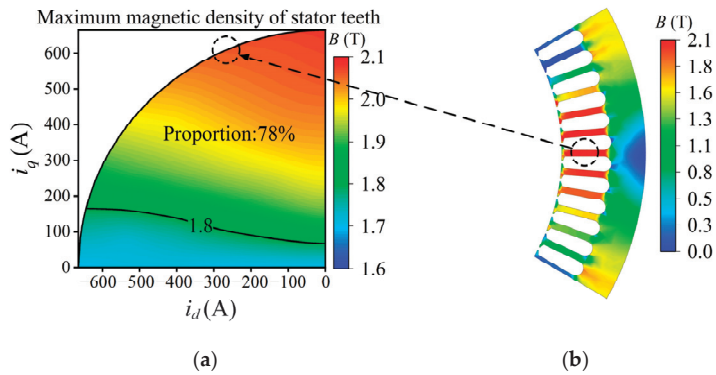 Maximum magnetic density of stator teeth
B (T)
2.1
2.0
1.9
1.8
1.7
1.6
600
500
400
300
200
100
0
i_q (A)
Proportion:78%
1.8
600 500 400 300 200 100 0
i_d (A)
(a)
B (T)
2.1
1.8
1.6
1.3
1.1
0.8
0.5
0.3
0.0
(b)